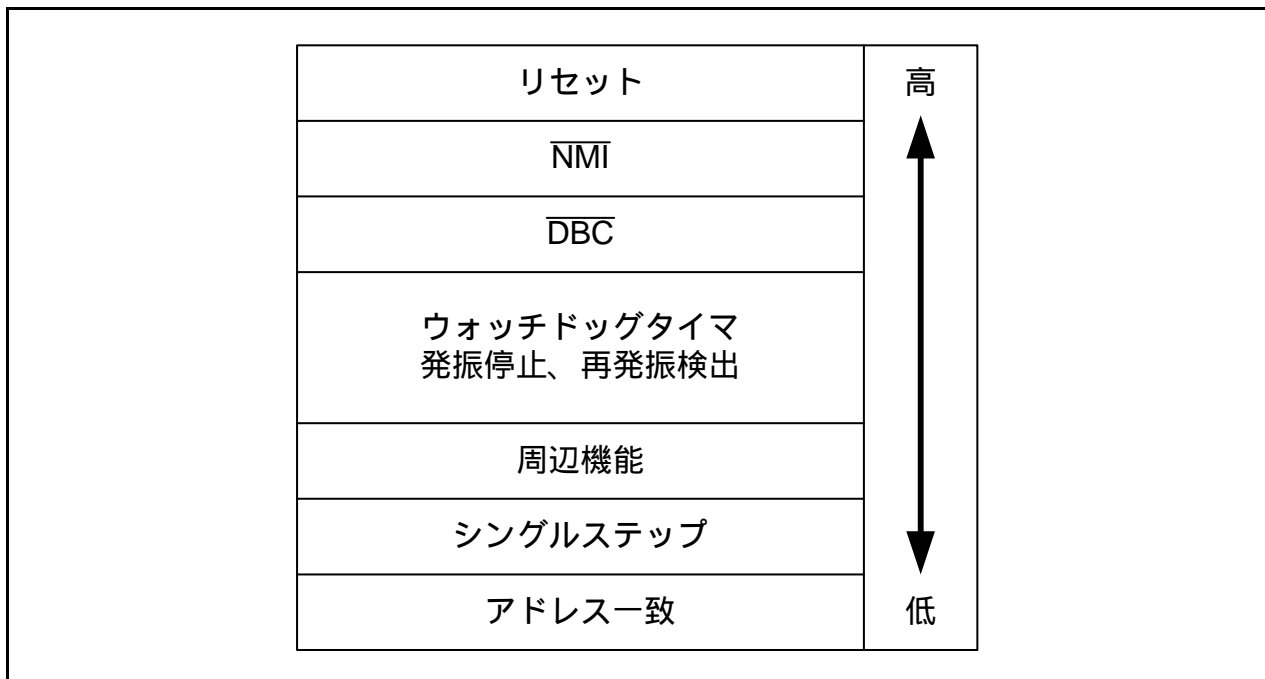 リセット
高
N̅M̅I̅
D̅B̅C̅
ウォッチドッグタイマ
発振停止、再発振検出
周辺機能
シングルステップ
アドレス一致
低